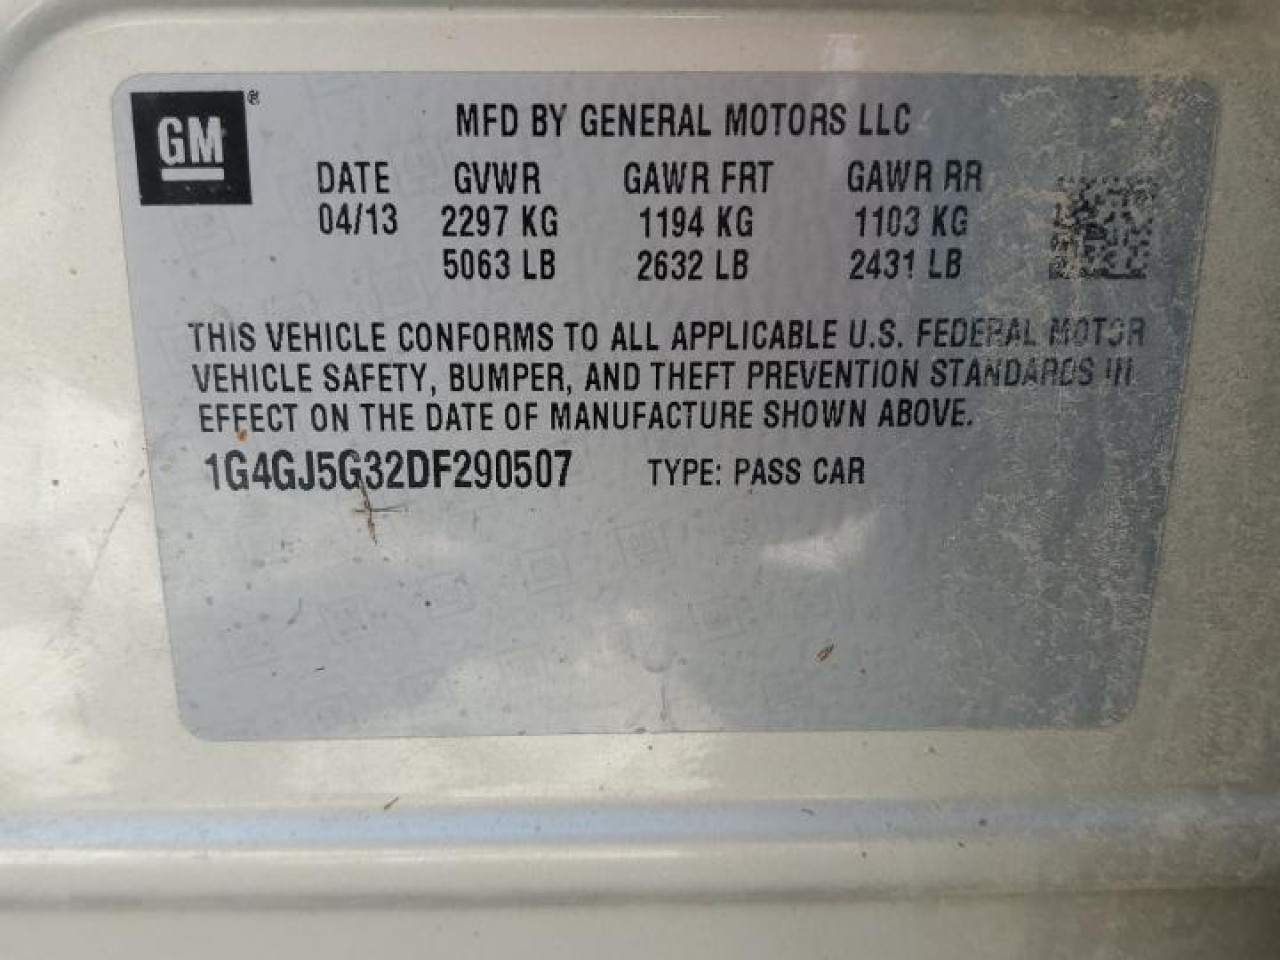 GM®
MFD BY GENERAL MOTORS LLC
DATE GVWR GAWR FRT GAWR RR
04/13 2297 KG 1194 KG 1103 KG
5063 LB 2632 LB 2431 LB
THIS VEHICLE CONFORMS TO ALL APPLICABLE U.S. FEDERAL MOTOR
VEHICLE SAFETY, BUMPER, AND THEFT PREVENTION STANDARDS IN
EFFECT ON THE DATE OF MANUFACTURE SHOWN ABOVE.
1G4GJ5G32DF290507 TYPE: PASS CAR